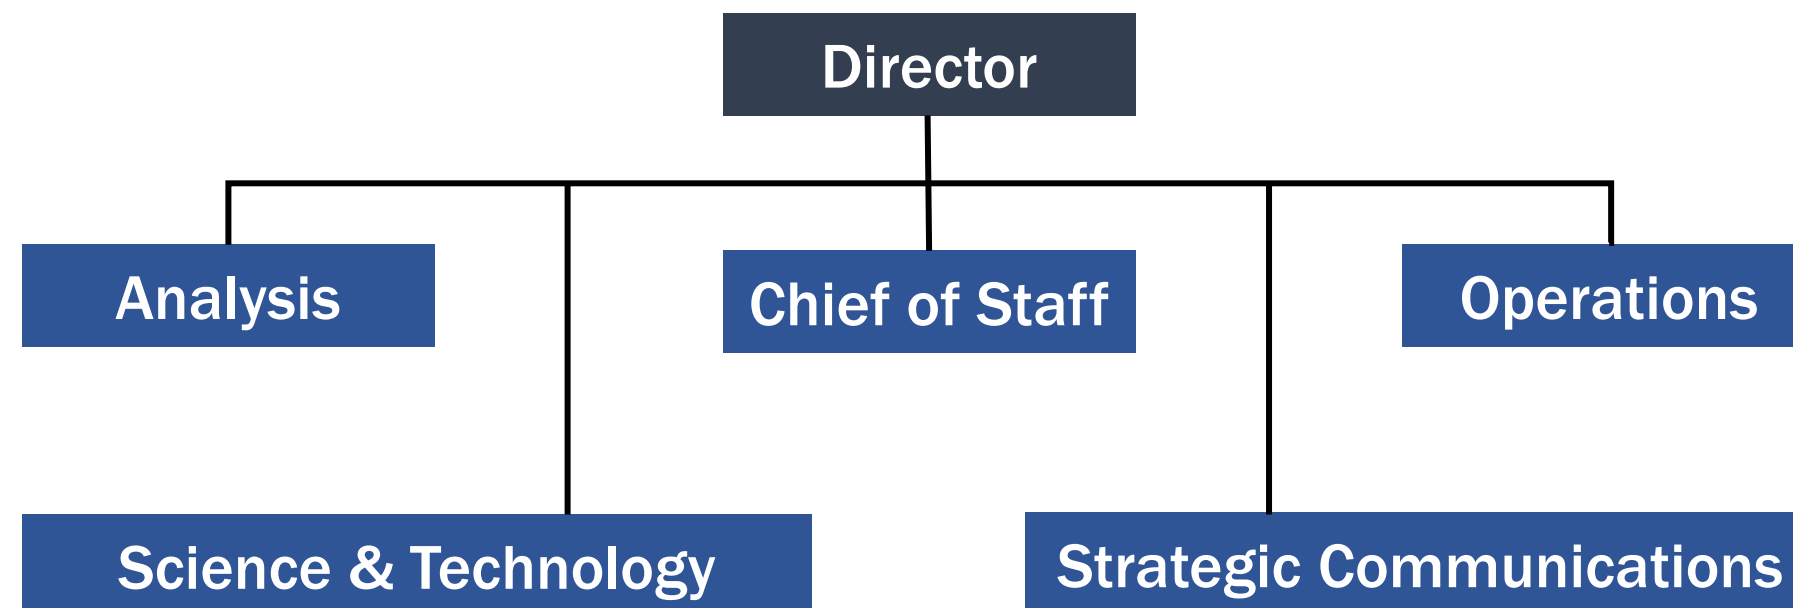 Director
Analysis
Chief of Staff
Operations
Science & Technology
Strategic Communications